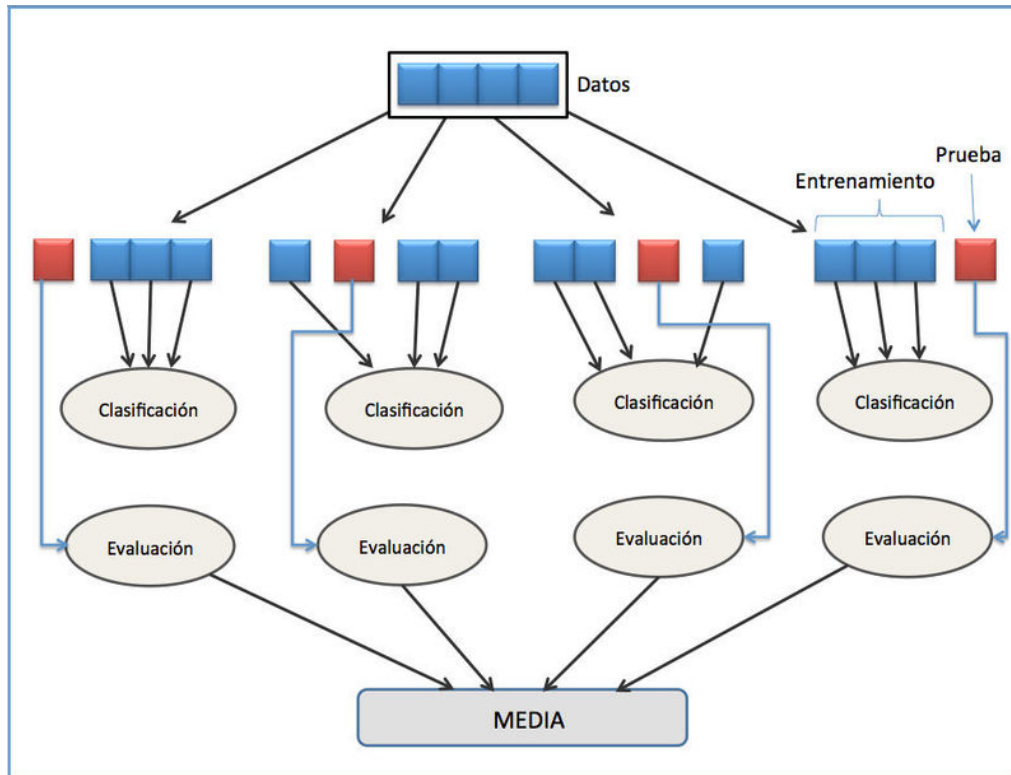 Datos
Prueba
Entrenamiento
Clasificación
Clasificación
Clasificación
Clasificación
Evaluación
Evaluación
Evaluación
Evaluación
MEDIA